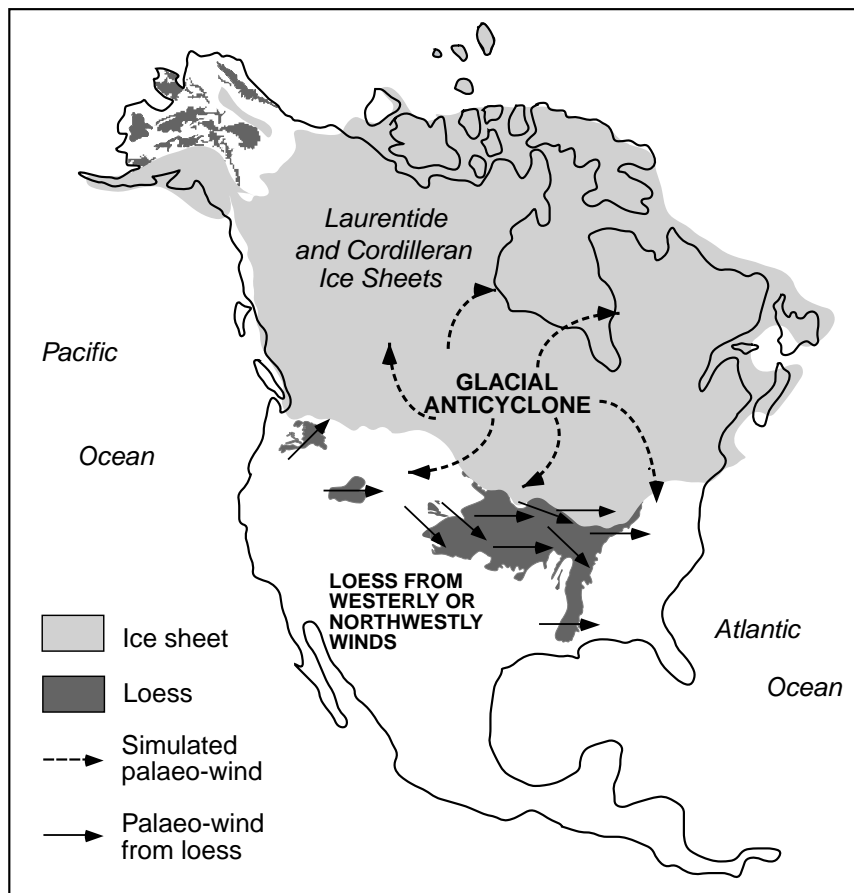 Laurentide
and Cordilleran
Ice Sheets
Pacific
Ocean
GLACIAL
ANTICYCLONE
LOESS FROM
WESTERLY OR
NORTHWESTLY
WINDS
Atlantic
Ocean
Ice sheet
Loess
Simulated
palaeo-wind
Palaeo-wind
from loess